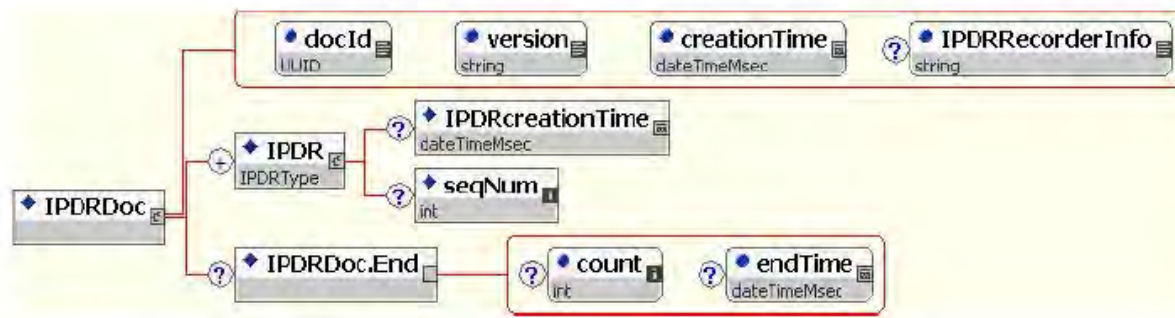 docId
UUID
version
string
creationTime
dateTimeMsec
?
IPDRRecorderInfo
string
?
IPDRcreationTime
dateTimeMsec
+
IPDR
IPDRType
?
seqNum
int
IPDRDoc
?
IPDRDoc.End
?
count
int
?
endTime
dateTimeMsec